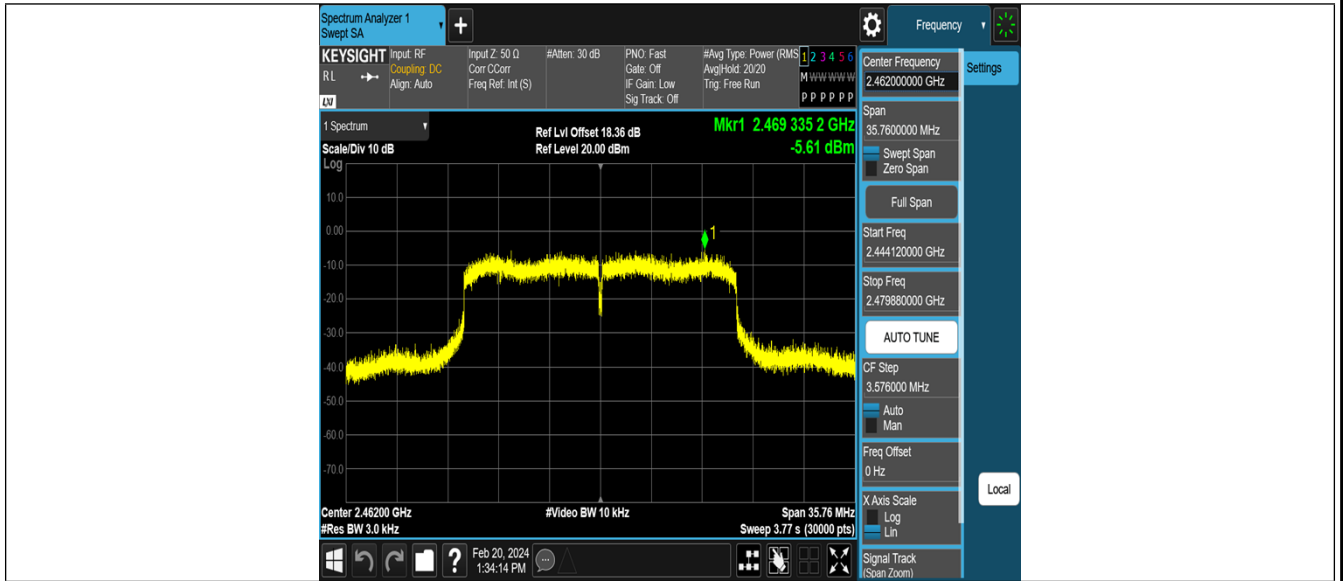 Spectrum Analyzer 1
Swept SA
+
Frequency
KEYSIGHT
RL
LXI
Input: RF
Coupling: DC
Align: Auto
Input Z: 50 Ω
Corr CCorr
Freq Ref: Int (S)
#Atten: 30 dB
PNO: Fast
Gate: Off
IF Gain: Low
Sig Track: Off
#Avg Type: Power (RMS
Avg|Hold: 20/20
Trig: Free Run
1 2 3 4 5 6
M W W W W W
P P P P P P
1 Spectrum
Scale/Div 10 dB
Ref Lvl Offset 18.36 dB
Ref Level 20.00 dBm
Mkr1 2.469 335 2 GHz
-5.61 dBm
Log
10.0
0.00
-10.0
-20.0
-30.0
-40.0
-50.0
-60.0
-70.0
1
Center 2.46200 GHz
#Res BW 3.0 kHz
#Video BW 10 kHz
Span 35.76 MHz
Sweep 3.77 s (30000 pts)
?
Feb 20, 2024
1:34:14 PM
Center Frequency
2.462000000 GHz
Span
35.7600000 MHz
Swept Span
Zero Span
Full Span
Start Freq
2.444120000 GHz
Stop Freq
2.479880000 GHz
AUTO TUNE
CF Step
3.576000 MHz
Auto
Man
Freq Offset
0 Hz
X Axis Scale
Log
Lin
Signal Track
(Span Zoom)
Settings
Local